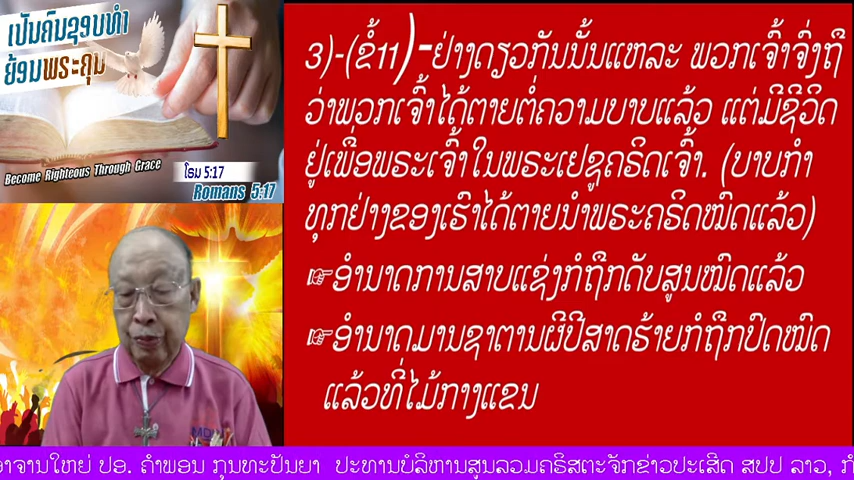 ເປັນຄົນຊອບທຳ
ຍ້ອນພຣະຄຸນ
Become Righteous Through Grace
ໂຣມ 5:17
Romans 5:17
3)-(ຂໍ້11)-ຢ່າງດຽວກັນນັ້ນແຫລະ ພວກເຈົ້າຈົ່ງຖື
ວ່າພວກເຈົ້າໄດ້ຕາຍຕໍ່ຄວາມບາບແລ້ວ ແຕ່ມີຊີວິດ
ຢູ່ເພື່ອພຣະເຈົ້າໃນພຣະເຢຊູຄຣິດເຈົ້າ. (ບາບກຳ
ທຸກຢ່າງຂອງເຮົາໄດ້ຕາຍນຳພຣະຄຣິດໝົດແລ້ວ)
☞ອຳນາດການສາບແຊ່ງກໍຖືກດັບສູນໝົດແລ້ວ
☞ອຳນາດມານຊາຕານຜີປີສາດຮ້າຍກໍຖືກປົດໝົດ
ແລ້ວທີ່ໄມ້ກາງແຂນ
ອາຈານໃຫຍ່ ປອ. ຄຳພອນ ກຸນທະປັນຍາ ປະທານບໍລິຫານສູນລວມຄຣິສຕະຈັກຂ່າວປະເສີດ ສປປ ລາວ,